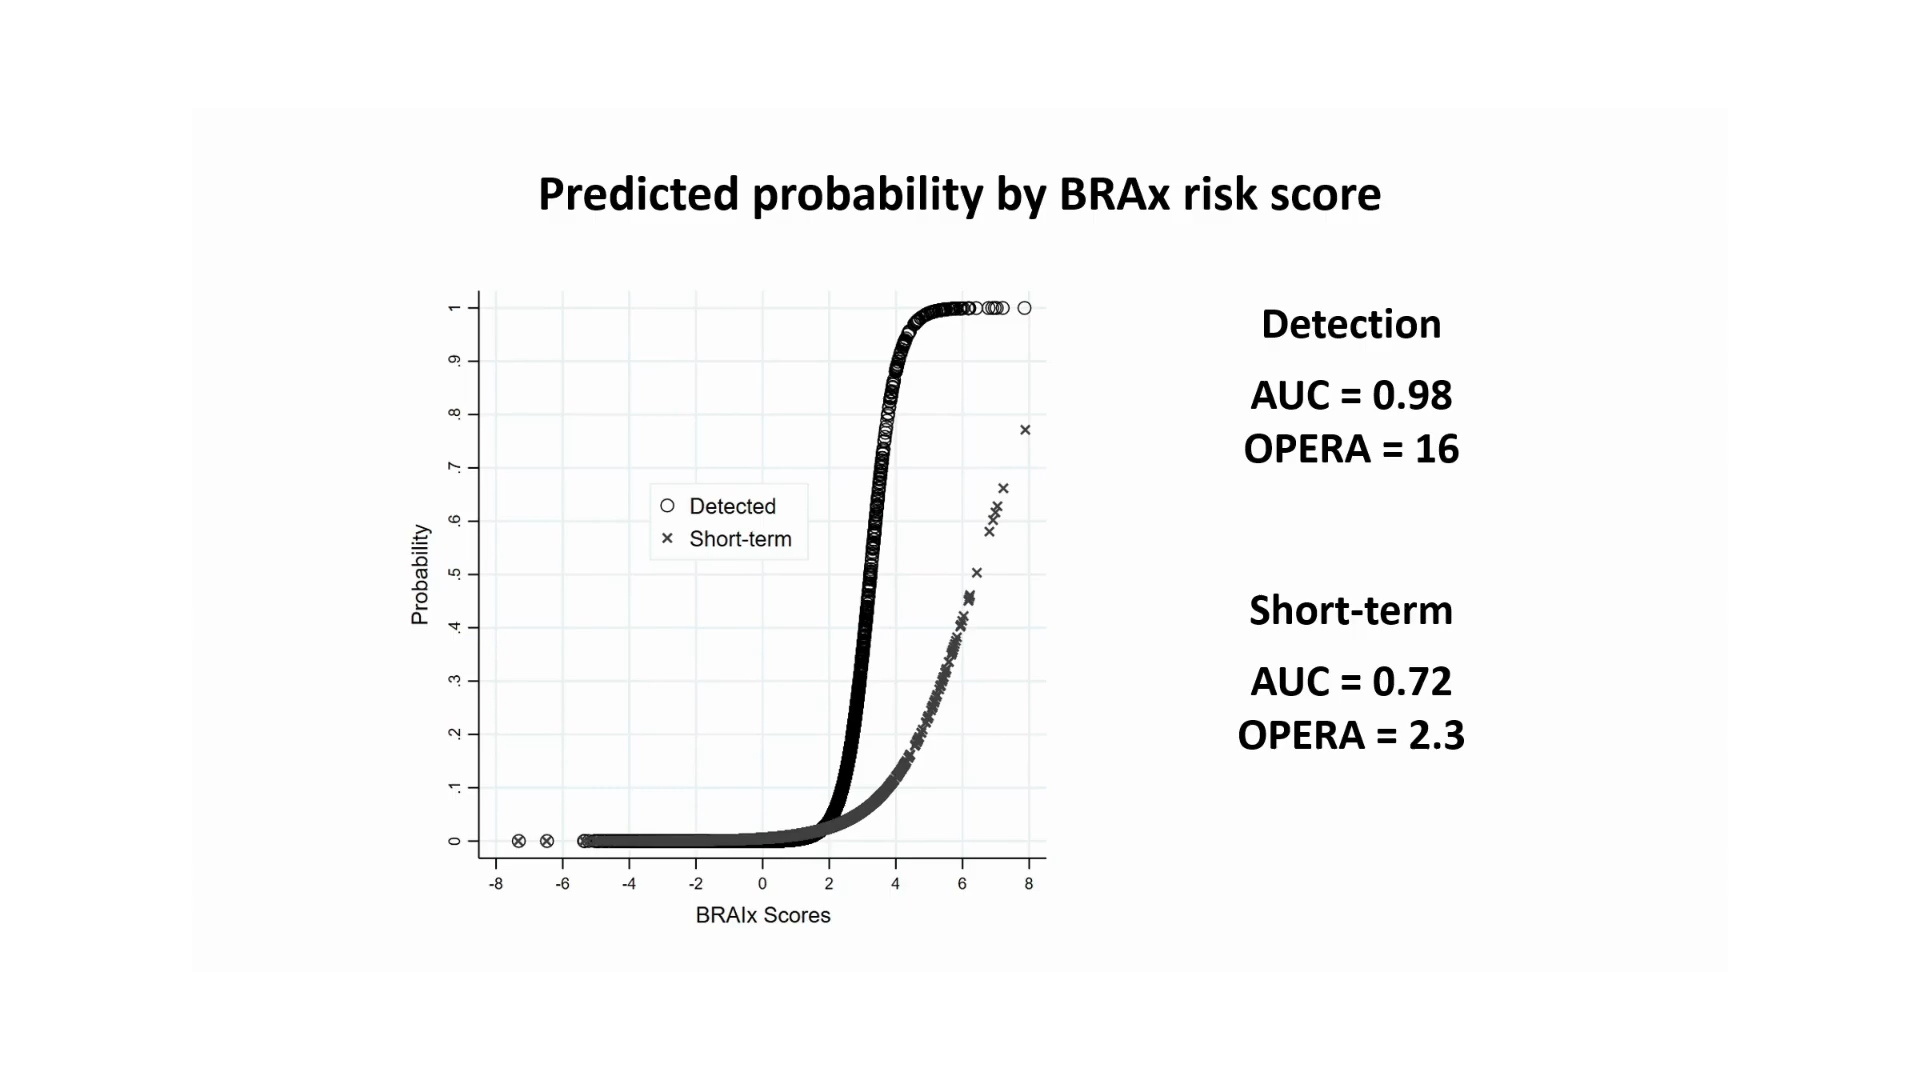 Predicted probability by BRAx risk score
1
.9
.8
.7
.6
.5
.4
.3
.2
.1
0
Probability
Detected
Short-term
-8 -6 -4 -2 0 2 4 6 8
BRAIx Scores
Detection
AUC = 0.98
OPERA = 16
Short-term
AUC = 0.72
OPERA = 2.3